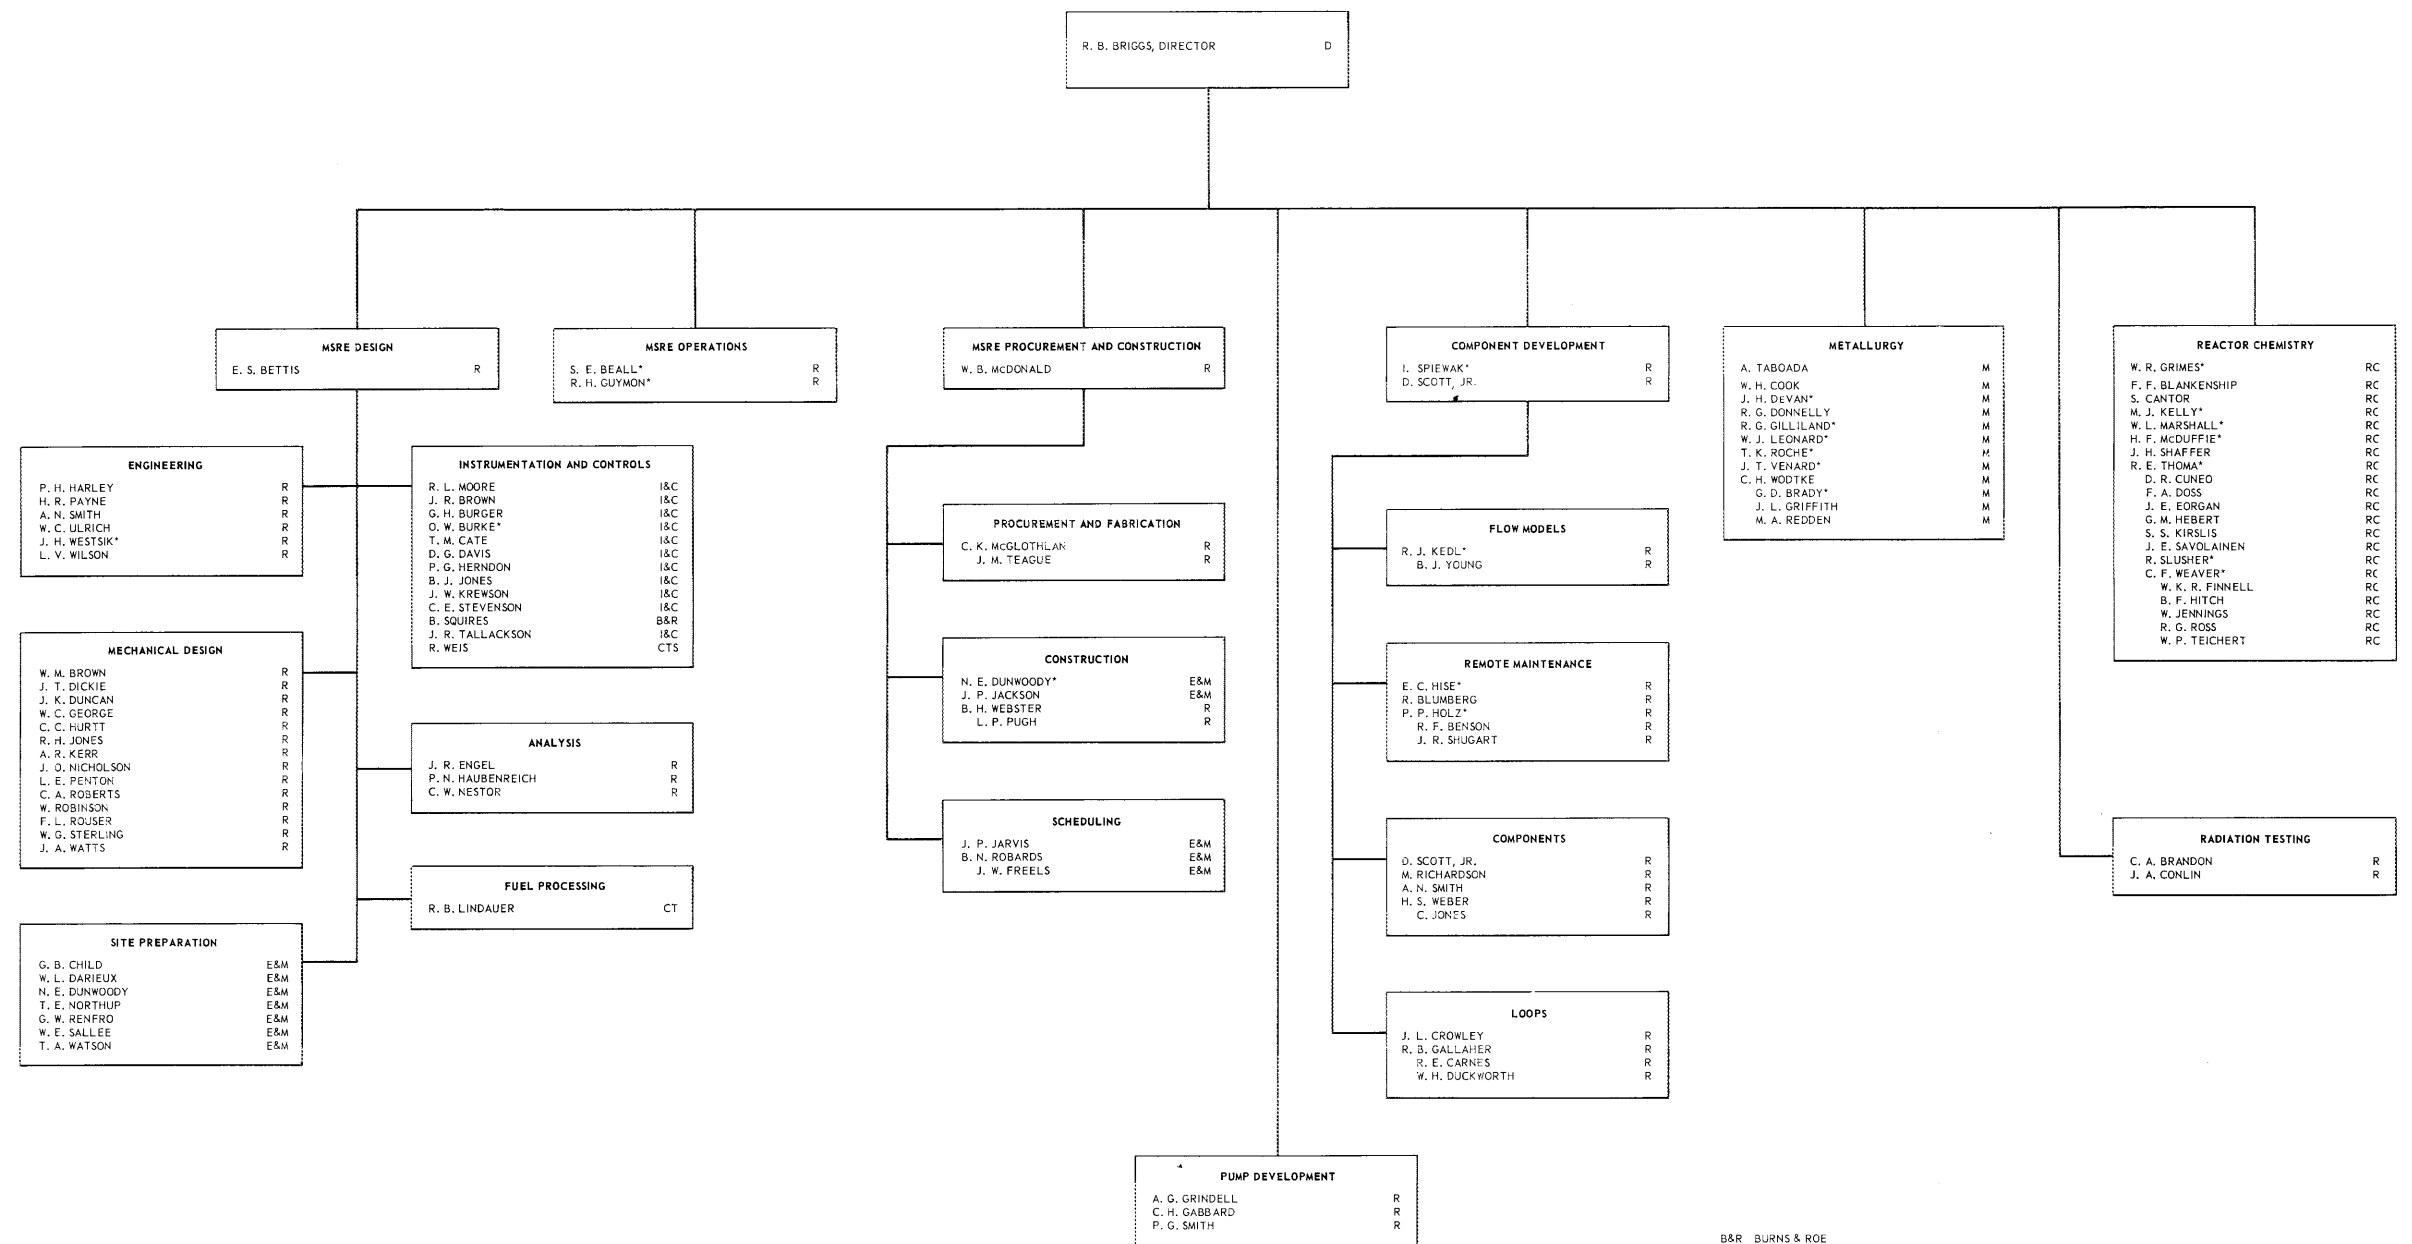 R. B. BRIGGS, DIRECTOR D
MSRE DESIGN
E. S. BETTIS R
MSRE OPERATIONS
S. E. BEALL* R
R. H. GUYMON* R
MSRE PROCUREMENT AND CONSTRUCTION
W. B. McDONALD R
COMPONENT DEVELOPMENT
I. SPIEWAK* R
D. SCOTT, JR. R
METALLURGY
A. TABOADA M
W. H. COOK M
J. H. DeVAN* M
R. G. DONNELLY M
R. G. GILLILAND* M
W. J. LEONARD* M
T. K. ROCHE* M
J. T. VENARD* M
C. H. WODTKE M
G. D. BRADY* M
J. L. GRIFFITH M
M. A. REDDEN M
REACTOR CHEMISTRY
W. R. GRIMES* RC
F. F. BLANKENSHIP RC
S. CANTOR RC
M. J. KELLY* RC
W. L. MARSHALL* RC
H. F. McDUFFIE* RC
J. H. SHAFFER RC
R. E. THOMA* RC
D. R. CUNEO RC
F. A. DOSS RC
J. E. EORGAN RC
G. M. HEBERT RC
S. S. KIRSLIS RC
J. E. SAVOLAINEN RC
R. SLUSHER* RC
C. F. WEAVER* RC
W. K. R. FINNELL RC
B. F. HITCH RC
W. JENNINGS RC
R. G. ROSS RC
W. P. TEICHERT RC
ENGINEERING
P. H. HARLEY R
H. R. PAYNE R
A. N. SMITH R
W. C. ULRICH R
J. H. WESTSIK* R
L. V. WILSON R
INSTRUMENTATION AND CONTROLS
R. L. MOORE I&C
J. R. BROWN I&C
G. H. BURGER I&C
O. W. BURKE* I&C
T. M. CATE I&C
D. G. DAVIS I&C
P. G. HERNDON I&C
B. J. JONES I&C
J. W. KREWSON I&C
C. E. STEVENSON I&C
B. SQUIRES B&R
J. R. TALLACKSON I&C
R. WEIS CTS
PROCUREMENT AND FABRICATION
C. K. McGLOTHLAN R
J. M. TEAGUE R
FLOW MODELS
R. J. KEDL* R
B. J. YOUNG R
MECHANICAL DESIGN
W. M. BROWN R
J. T. DICKIE R
J. K. DUNCAN R
W. C. GEORGE R
C. C. HURTT R
R. H. JONES R
A. R. KERR R
J. O. NICHOLSON R
L. E. PENTON R
C. A. ROBERTS R
W. ROBINSON R
F. L. ROUSER R
W. G. STERLING R
J. A. WATTS R
CONSTRUCTION
N. E. DUNWOODY* E&M
J. P. JACKSON E&M
B. H. WEBSTER R
L. P. PUGH R
REMOTE MAINTENANCE
E. C. HISE* R
R. BLUMBERG R
P. P. HOLZ* R
R. F. BENSON R
J. R. SHUGART R
ANALYSIS
J. R. ENGEL R
P. N. HAUBENREICH R
C. W. NESTOR R
SCHEDULING
J. P. JARVIS E&M
B. N. ROBARDS E&M
J. W. FREELS E&M
COMPONENTS
D. SCOTT, JR. R
M. RICHARDSON R
A. N. SMITH R
H. S. WEBER R
C. JONES R
RADIATION TESTING
C. A. BRANDON R
J. A. CONLIN R
FUEL PROCESSING
R. B. LINDAUER CT
SITE PREPARATION
G. B. CHILD E&M
W. L. DARIEUX E&M
N. E. DUNWOODY E&M
T. E. NORTHUP E&M
G. W. RENFRO E&M
W. E. SALLEE E&M
T. A. WATSON E&M
LOOPS
J. L. CROWLEY R
R. B. GALLAHER R
R. E. CARNES R
W. H. DUCKWORTH R
PUMP DEVELOPMENT
A. G. GRINDELL R
C. H. GABBARD R
P. G. SMITH R
B&R BURNS & ROE